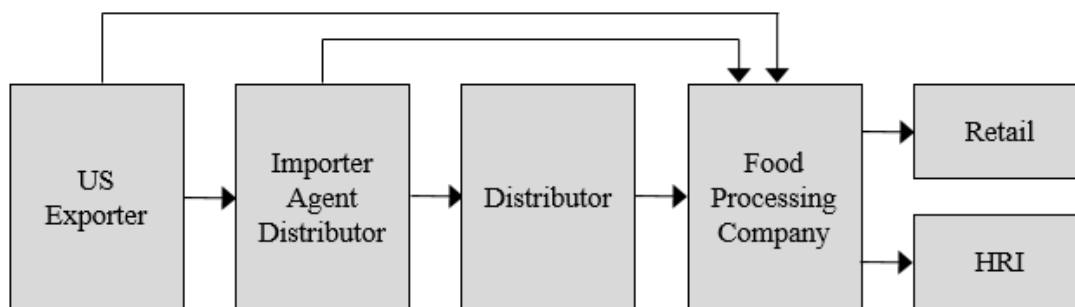 US
Exporter
Importer
Agent
Distributor
Distributor
Food
Processing
Company
Retail
HRI